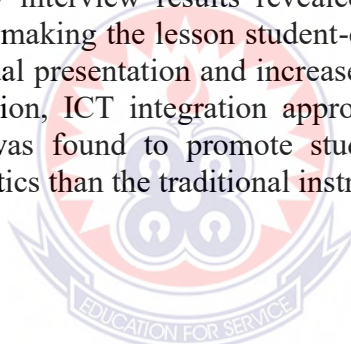 interview results revealed
making the lesson student-
al presentation and increase
ion, ICT integration appro
was found to promote stu
tics than the traditional instr
EDUCATION FOR SERVICE